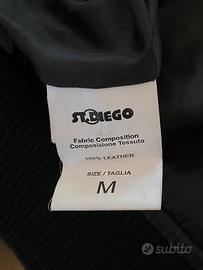 ST.DIEGO
Fabric Composition
Composizione Tessuto
100% LEATHER
SIZE / TAGLIA
M
subito